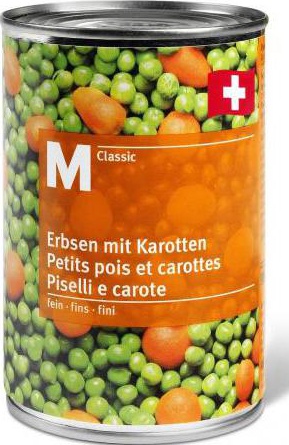 M Classic
Erbsen mit Karotten
Petits pois et carottes
Piselli e carote
fein · fins · fini